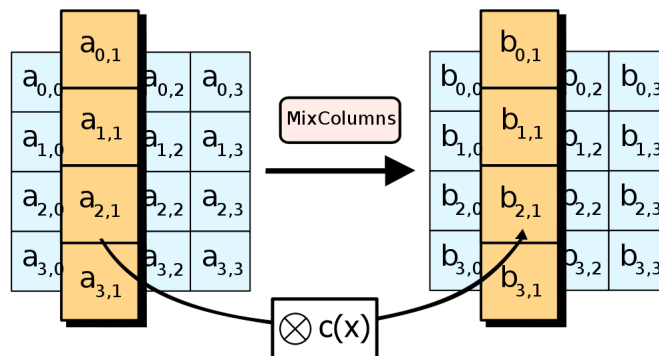 a0,0 a0,1 a0,2 a0,3
a1,0 a1,1 a1,2 a1,3
a2,0 a2,1 a2,2 a2,3
a3,0 a3,1 a3,2 a3,3
MixColumns
b0,0 b0,1 b0,2 b0,3
b1,0 b1,1 b1,2 b1,3
b2,0 b2,1 b2,2 b2,3
b3,0 b3,1 b3,2 b3,3
⊗ c(x)